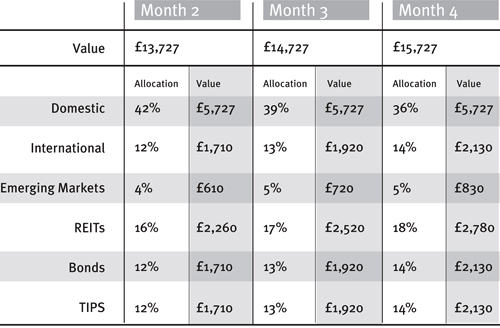 Month 2 Month 3 Month 4
Value £13,727 £14,727 £15,727
Allocation Value Allocation Value Allocation Value
Domestic 42% £5,727 39% £5,727 36% £5,727
International 12% £1,710 13% £1,920 14% £2,130
Emerging Markets 4% £610 5% £720 5% £830
REITs 16% £2,260 17% £2,520 18% £2,780
Bonds 12% £1,710 13% £1,920 14% £2,130
TIPS 12% £1,710 13% £1,920 14% £2,130